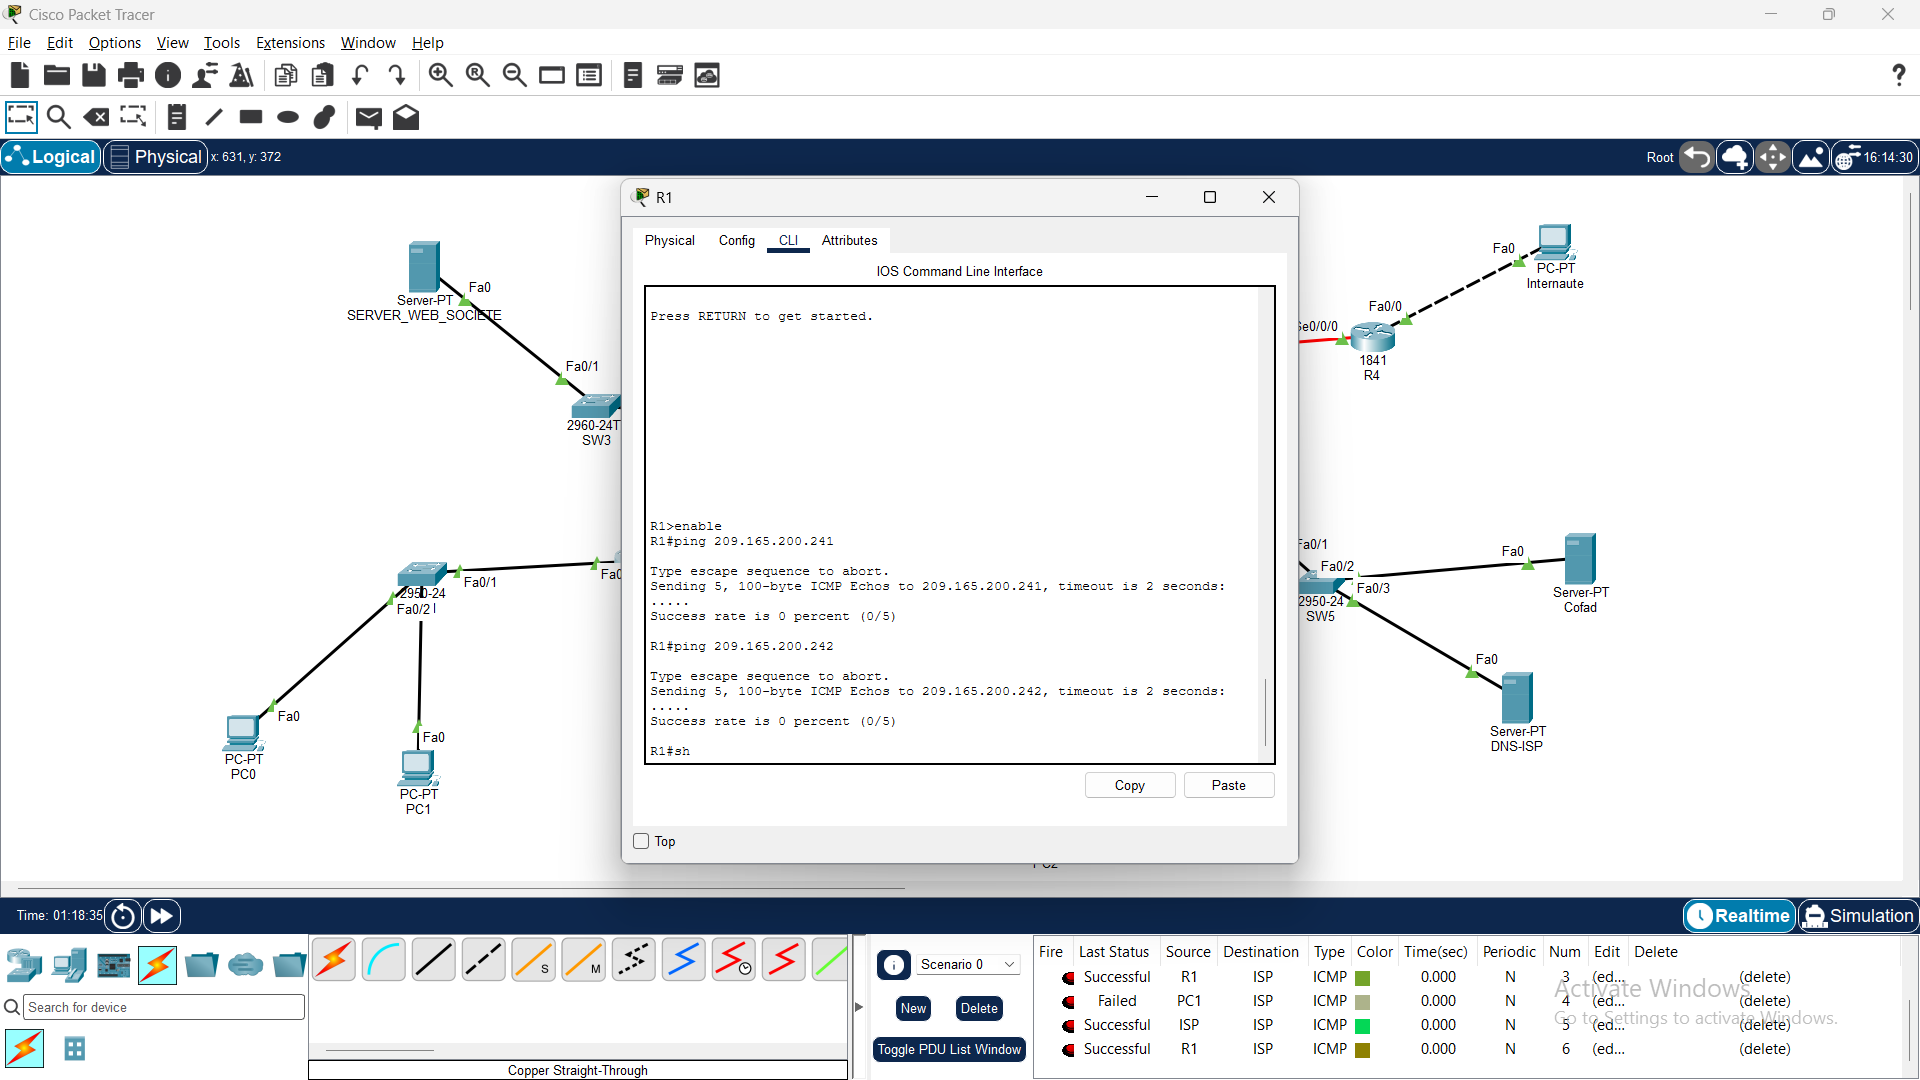 Cisco Packet Tracer
File Edit Options View Tools Extensions Window Help
Logical Physical x: 631, y: 372 Root 16:14:30
R1
Physical Config CLI Attributes
IOS Command Line Interface
Press RETURN to get started.
R1>enable
R1#ping 209.165.200.241
Type escape sequence to abort.
Sending 5, 100-byte ICMP Echos to 209.165.200.241, timeout is 2 seconds:
.....
Success rate is 0 percent (0/5)
R1#ping 209.165.200.242
Type escape sequence to abort.
Sending 5, 100-byte ICMP Echos to 209.165.200.242, timeout is 2 seconds:
.....
Success rate is 0 percent (0/5)
R1#sh
Copy Paste
Top
Fa0
Server-PT
SERVER_WEB_SOCIETE
Fa0/1
2960-24T
SW3
Fa0/1
2950-24
Fa0/2
Fa0
PC-PT
PC0
Fa0
PC-PT
PC1
Fa0
PC-PT
Internaute
Fa0/0
Se0/0/0
1841
R4
Fa0/1
Fa0/2
Fa0/3
2950-24
SW5
Fa0
Server-PT
Cofad
Fa0
Server-PT
DNS-ISP
PC2
Time: 01:18:35 Realtime Simulation
Search for device
S M
Copper Straight-Through
Scenario 0
New Delete
Toggle PDU List Window
Fire Last Status Source Destination Type Color Time(sec) Periodic Num Edit Delete
Successful R1 ISP ICMP 0.000 N 3 (ed... (delete)
Failed PC1 ISP ICMP 0.000 N 4 (ed... (delete)
Successful ISP ISP ICMP 0.000 N 5 (ed... (delete)
Successful R1 ISP ICMP 0.000 N 6 (ed... (delete)
Activate Windows
Go to Settings to activate Windows.